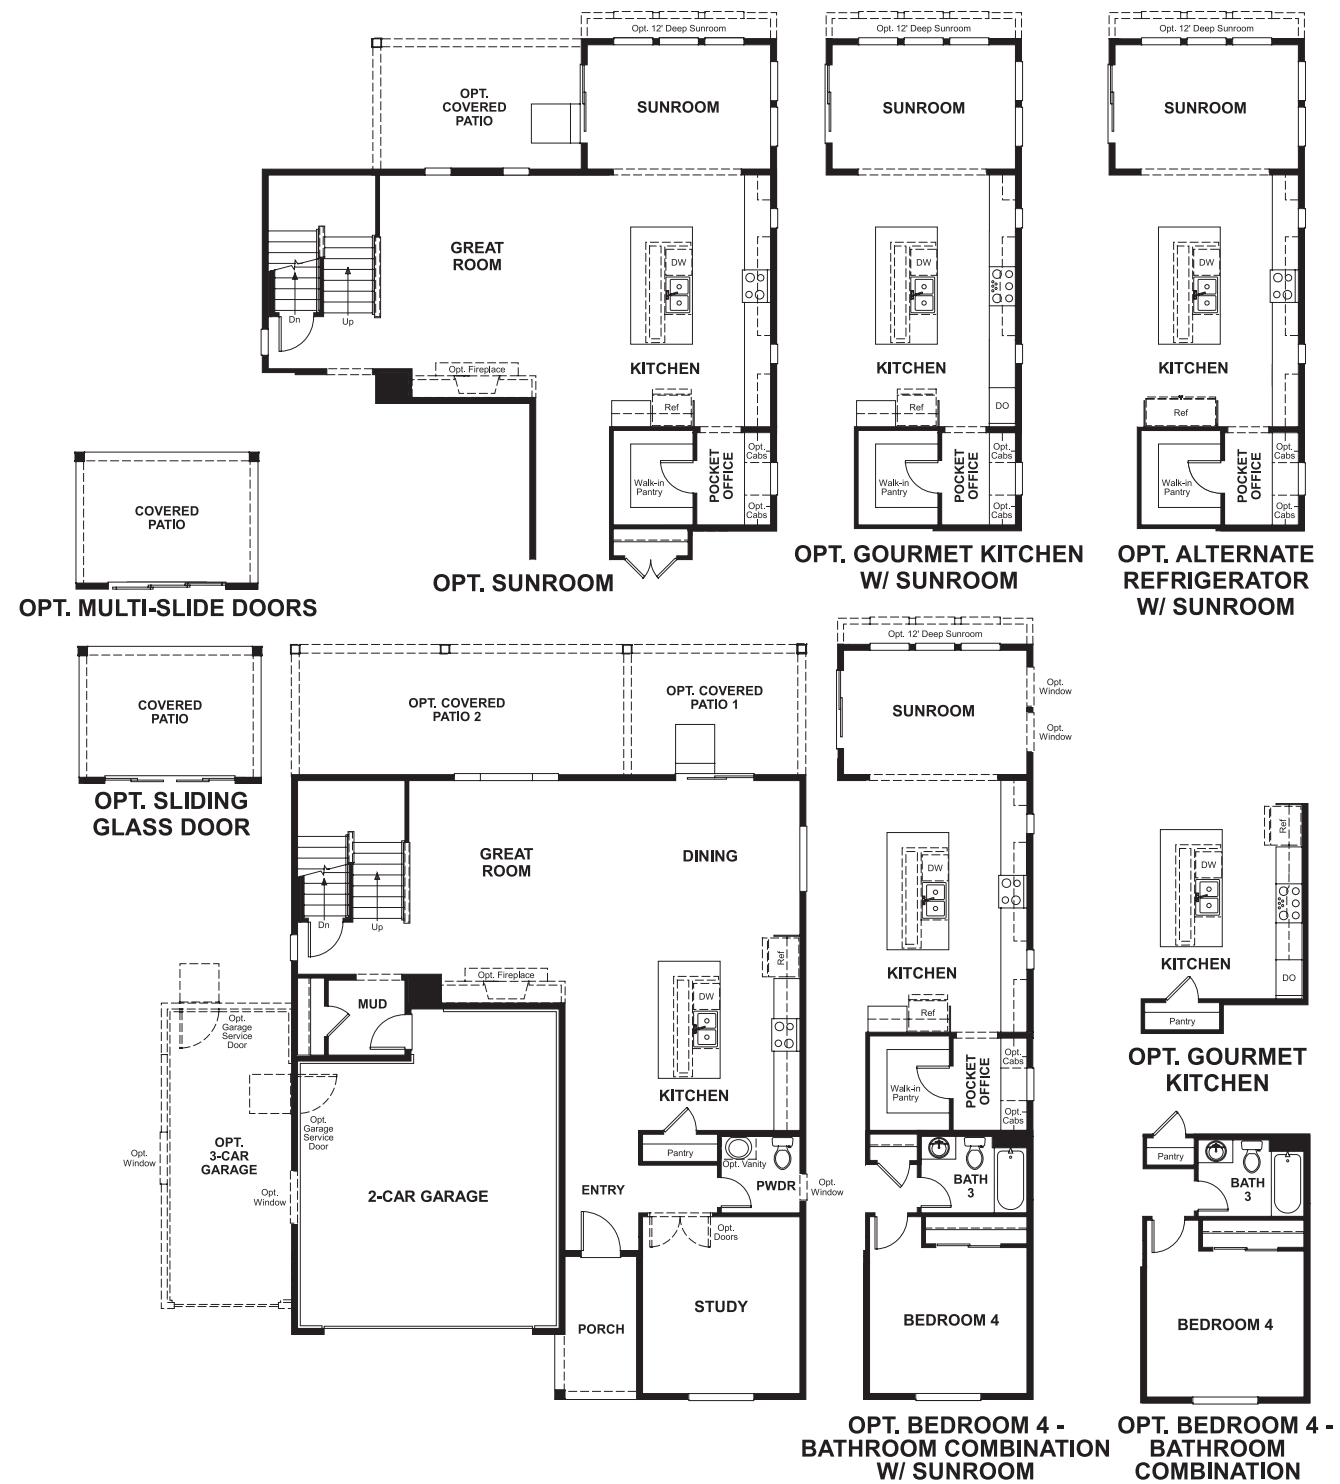 Opt. 12' Deep Sunroom
OPT.
COVERED
PATIO
SUNROOM
GREAT
ROOM
DW
Dn
Up
Opt. Fireplace
KITCHEN
Ref
Walk-in
Pantry
POCKET
OFFICE
Opt.
Cabs
Opt.
Cabs
OPT. SUNROOM
Opt. 12' Deep Sunroom
SUNROOM
DW
KITCHEN
Ref
DO
Walk-in
Pantry
POCKET
OFFICE
Opt.
Cabs
Opt.
Cabs
OPT. GOURMET KITCHEN
W/ SUNROOM
Opt. 12' Deep Sunroom
SUNROOM
DW
KITCHEN
Ref
Walk-in
Pantry
POCKET
OFFICE
Opt.
Cabs
Opt.
Cabs
OPT. ALTERNATE
REFRIGERATOR
W/ SUNROOM
COVERED
PATIO
OPT. MULTI-SLIDE DOORS
COVERED
PATIO
OPT. SLIDING
GLASS DOOR
OPT. COVERED
PATIO 2
OPT. COVERED
PATIO 1
GREAT
ROOM
DINING
Dn
Up
Opt. Fireplace
MUD
Ref
DW
KITCHEN
Opt.
Garage
Service
Door
Opt.
Garage
Service
Door
OPT.
3-CAR
GARAGE
Opt.
Window
Opt.
Window
2-CAR GARAGE
Pantry
Opt. Vanity
PWDR
Opt.
Window
ENTRY
Opt.
Doors
STUDY
PORCH
Opt. 12' Deep Sunroom
SUNROOM
Opt.
Window
Opt.
Window
DW
KITCHEN
Ref
Walk-in
Pantry
POCKET
OFFICE
Opt.
Cabs
Opt.
Cabs
BATH
3
BEDROOM 4
OPT. BEDROOM 4 -
BATHROOM COMBINATION
W/ SUNROOM
Ref
DW
KITCHEN
DO
Pantry
OPT. GOURMET
KITCHEN
Pantry
BATH
3
BEDROOM 4
OPT. BEDROOM 4 -
BATHROOM
COMBINATION